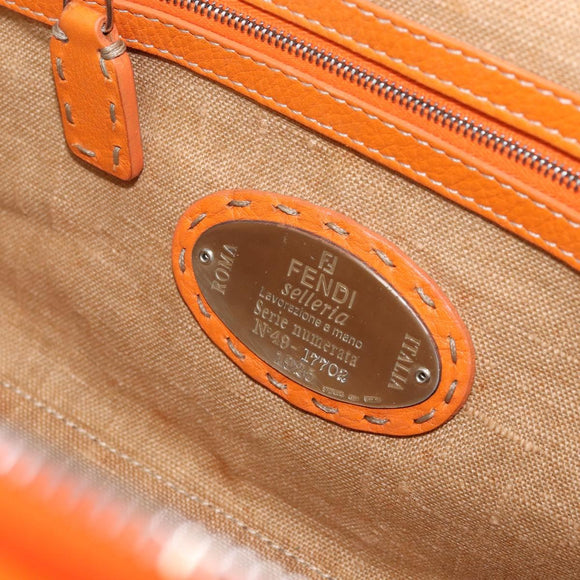 FENDI
selleria
Lavorazione a mano
Serie numerata
N°49-17702
1925
ROMA
ITALIA